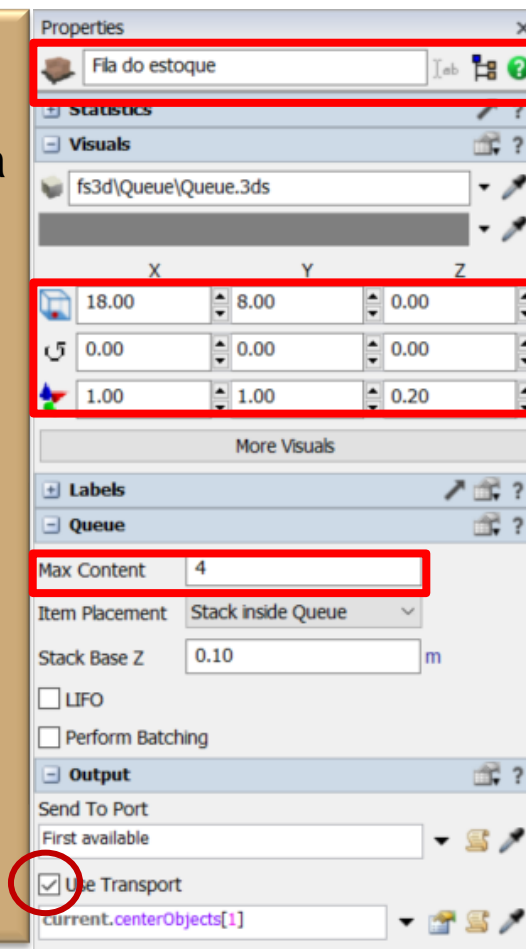 Properties
Fila do estoque
Statistics
Visuals
fs3d\Queue\Queue.3ds
X Y Z
18.00 8.00 0.00
0.00 0.00 0.00
1.00 1.00 0.20
More Visuals
Labels
Queue
Max Content 4
Item Placement Stack inside Queue
Stack Base Z 0.10 m
LIFO
Perform Batching
Output
Send To Port
First available
Use Transport
current.centerObjects[1]